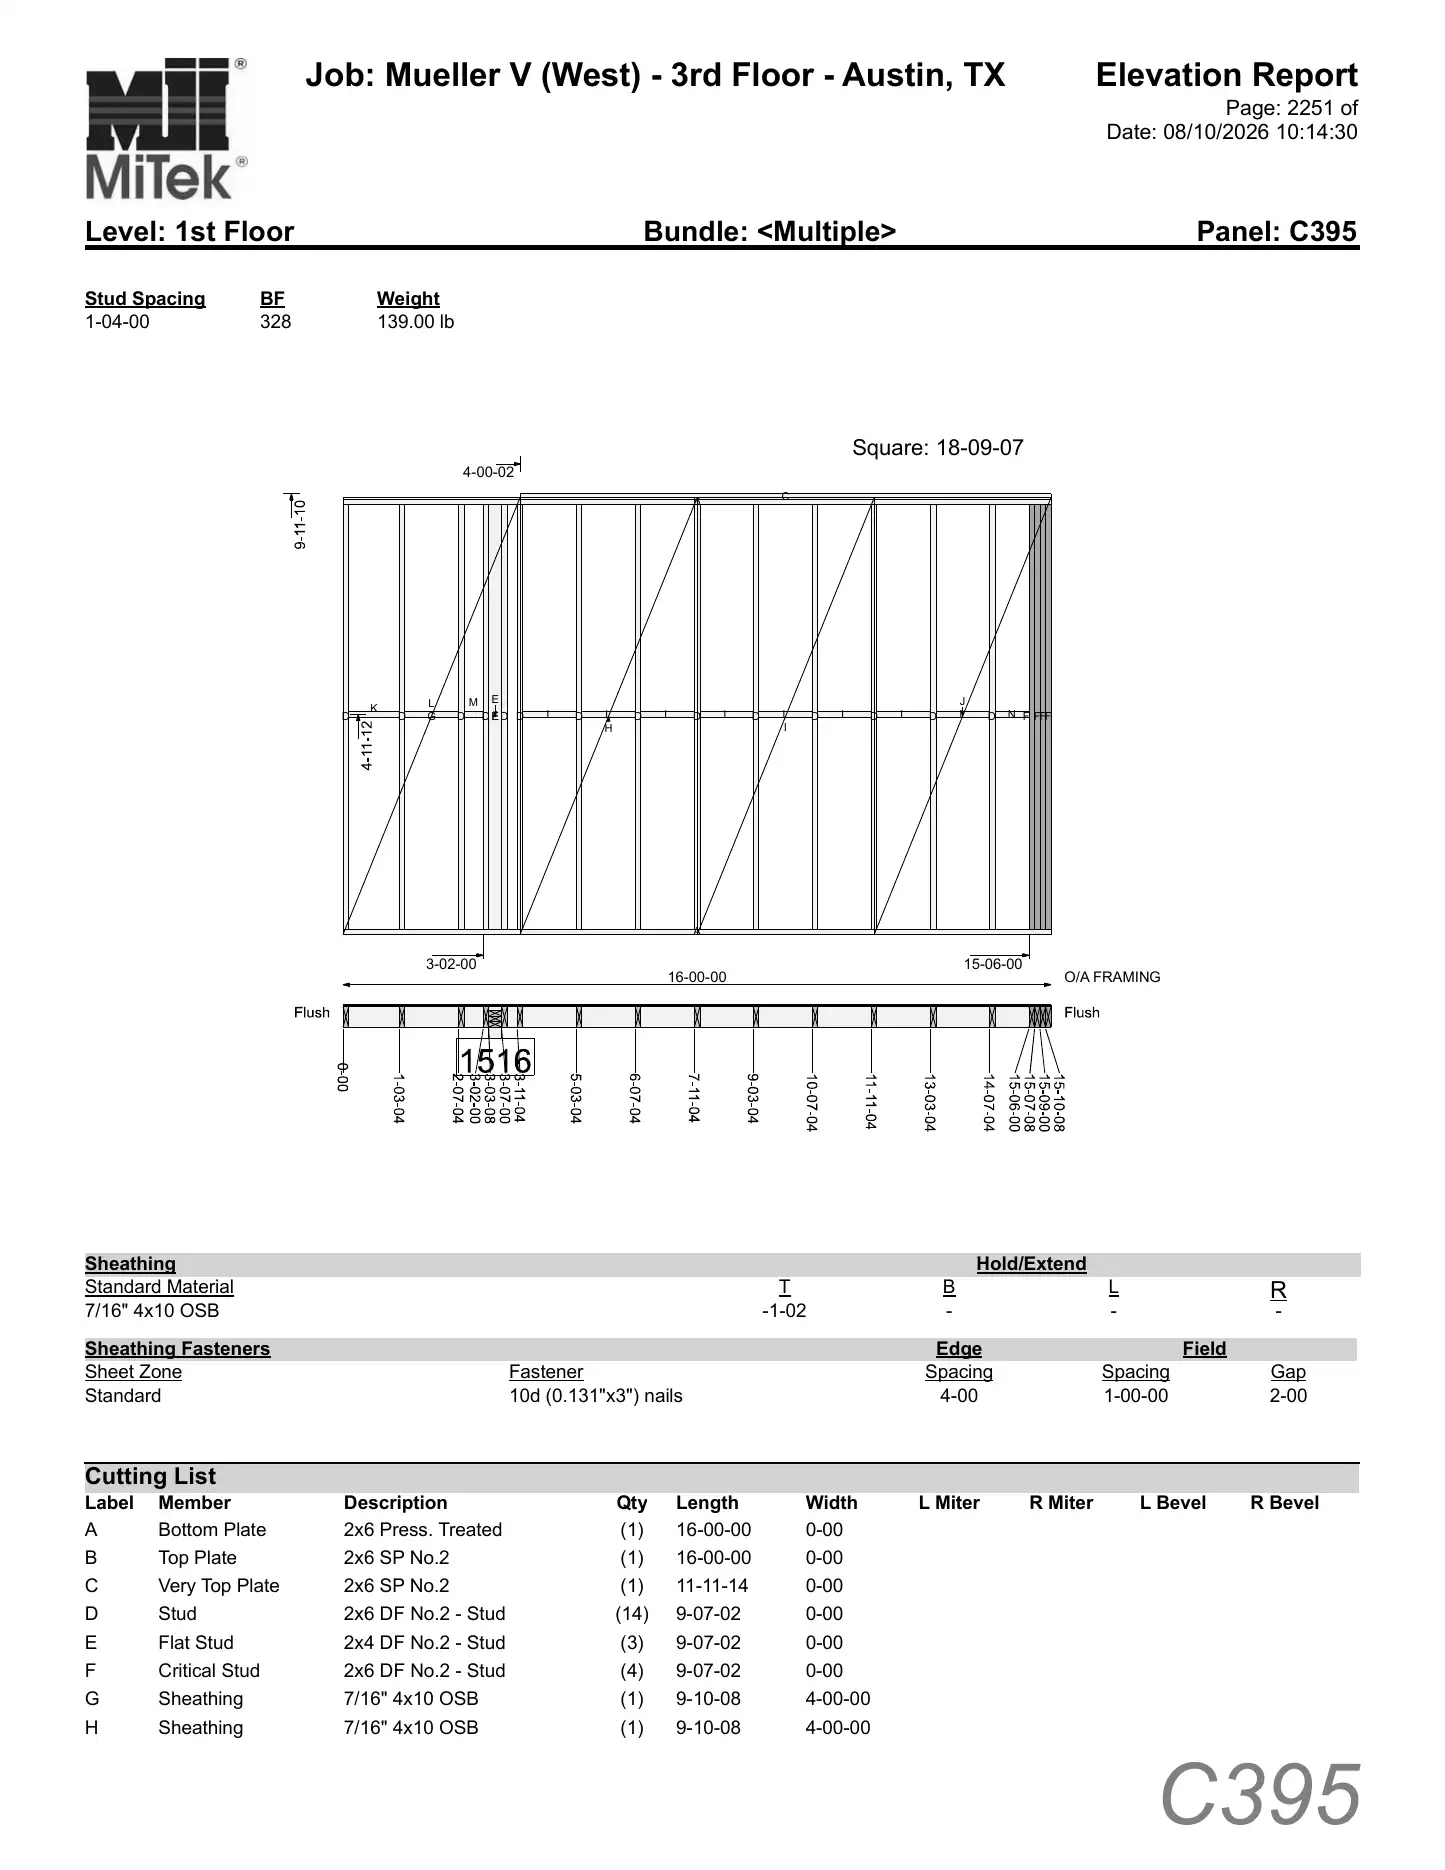 Job: Mueller V (West) - 3rd Floor - Austin, TX
Elevation Report
Page: 2251 of
Date: 08/10/2026 10:14:30
MiTek®
Level: 1st Floor Bundle: <Multiple> Panel: C395
Stud Spacing BF Weight
1-04-00 328 139.00 lb
Square: 18-09-07
4-00-02
9-11-10
C
K L M E J
G E N F
H I
4-11-12
3-02-00 15-06-00
16-00-00 O/A FRAMING
Flush Flush
1516
0-00 1-03-04 2-07-04 3-02-00 3-03-08 3-07-00 3-11-04 5-03-04 6-07-04 7-11-04 9-03-04 10-07-04 11-11-04 13-03-04 14-07-04 15-06-00 15-07-08 15-09-00 15-10-08
Sheathing Hold/Extend
Standard Material T B L R
7/16" 4x10 OSB -1-02 - - -
Sheathing Fasteners Edge Field
Sheet Zone Fastener Spacing Spacing Gap
Standard 10d (0.131"x3") nails 4-00 1-00-00 2-00
Cutting List
Label Member Description Qty Length Width L Miter R Miter L Bevel R Bevel
A Bottom Plate 2x6 Press. Treated (1) 16-00-00 0-00
B Top Plate 2x6 SP No.2 (1) 16-00-00 0-00
C Very Top Plate 2x6 SP No.2 (1) 11-11-14 0-00
D Stud 2x6 DF No.2 - Stud (14) 9-07-02 0-00
E Flat Stud 2x4 DF No.2 - Stud (3) 9-07-02 0-00
F Critical Stud 2x6 DF No.2 - Stud (4) 9-07-02 0-00
G Sheathing 7/16" 4x10 OSB (1) 9-10-08 4-00-00
H Sheathing 7/16" 4x10 OSB (1) 9-10-08 4-00-00
C395